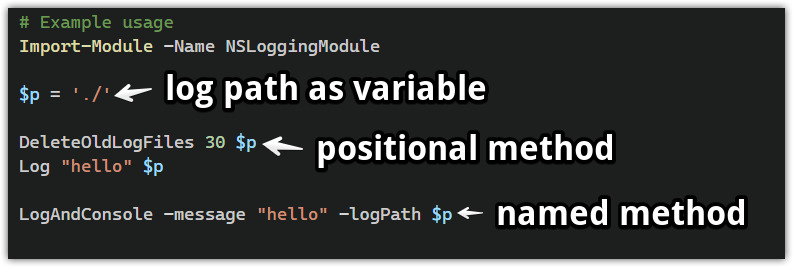 # Example usage
Import-Module -Name NSLoggingModule
$p = './' log path as variable
DeleteOldLogFiles 30 $p positional method
Log "hello" $p
LogAndConsole -message "hello" -logPath $p named method